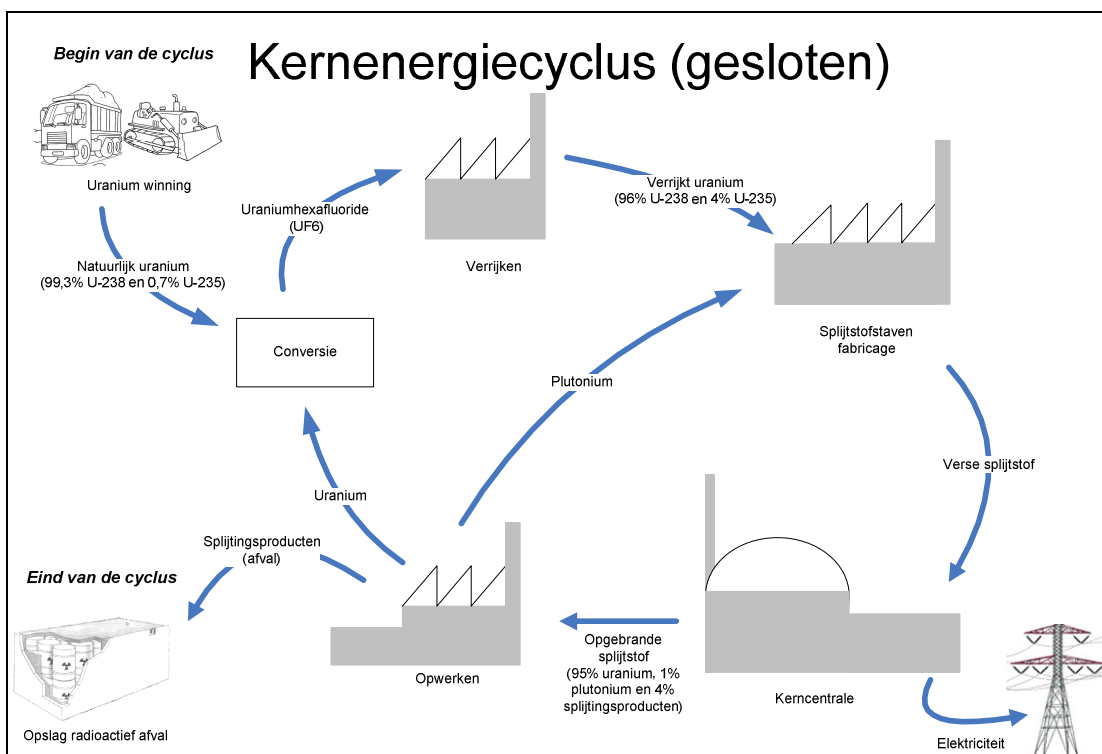 Begin van de cyclus
Kernenergiecyclus (gesloten)
Uranium winning
Natuurlijk uranium
(99,3% U-238 en 0,7% U-235)
Uraniumhexafluoride
(UF6)
Verrijken
Verrijkt uranium
(96% U-238 en 4% U-235)
Splijtstofstaven
fabricage
Conversie
Plutonium
Verse splijtstof
Uranium
Splijtingsproducten
(afval)
Eind van de cyclus
Opslag radioactief afval
Opwerken
Opgebrande
splijtstof
(95% uranium, 1%
plutonium en 4%
splijtingsproducten)
Kerncentrale
Elektriciteit